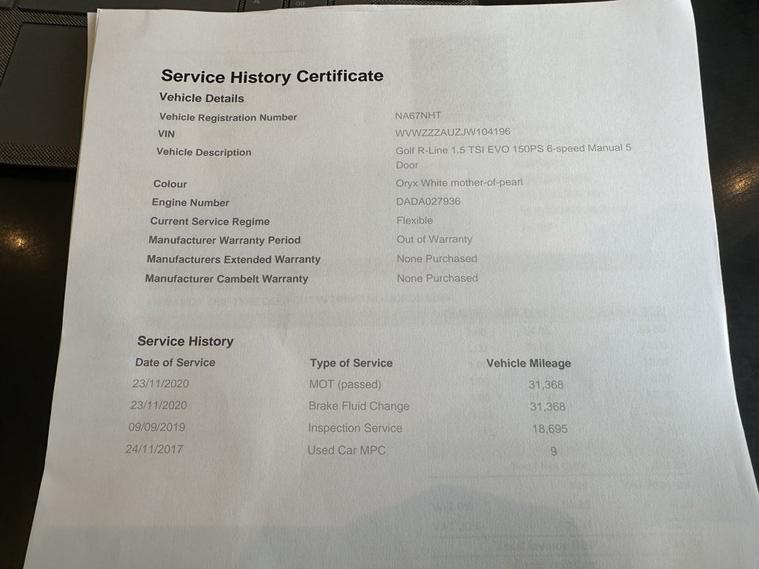 Service History Certificate
Vehicle Details
Vehicle Registration Number NA67NHT
VIN WVWZZZAUZJW104196
Vehicle Description Golf R-Line 1.5 TSI EVO 150PS 6-speed Manual 5
Door
Colour Oryx White mother-of-pearl
Engine Number DADA027936
Current Service Regime Flexible
Manufacturer Warranty Period Out of Warranty
Manufacturers Extended Warranty None Purchased
Manufacturer Cambelt Warranty None Purchased
Service History
Date of Service Type of Service Vehicle Mileage
23/11/2020 MOT (passed) 31,368
23/11/2020 Brake Fluid Change 31,368
09/09/2019 Inspection Service 18,695
24/11/2017 Used Car MPC 9